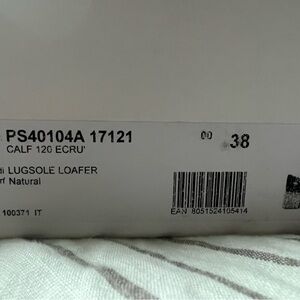 PS40104A 17121
00 38
CALF 120 ECRU'
LUGSOLE LOAFER
Natural
100371 IT
EAN 8051524105414